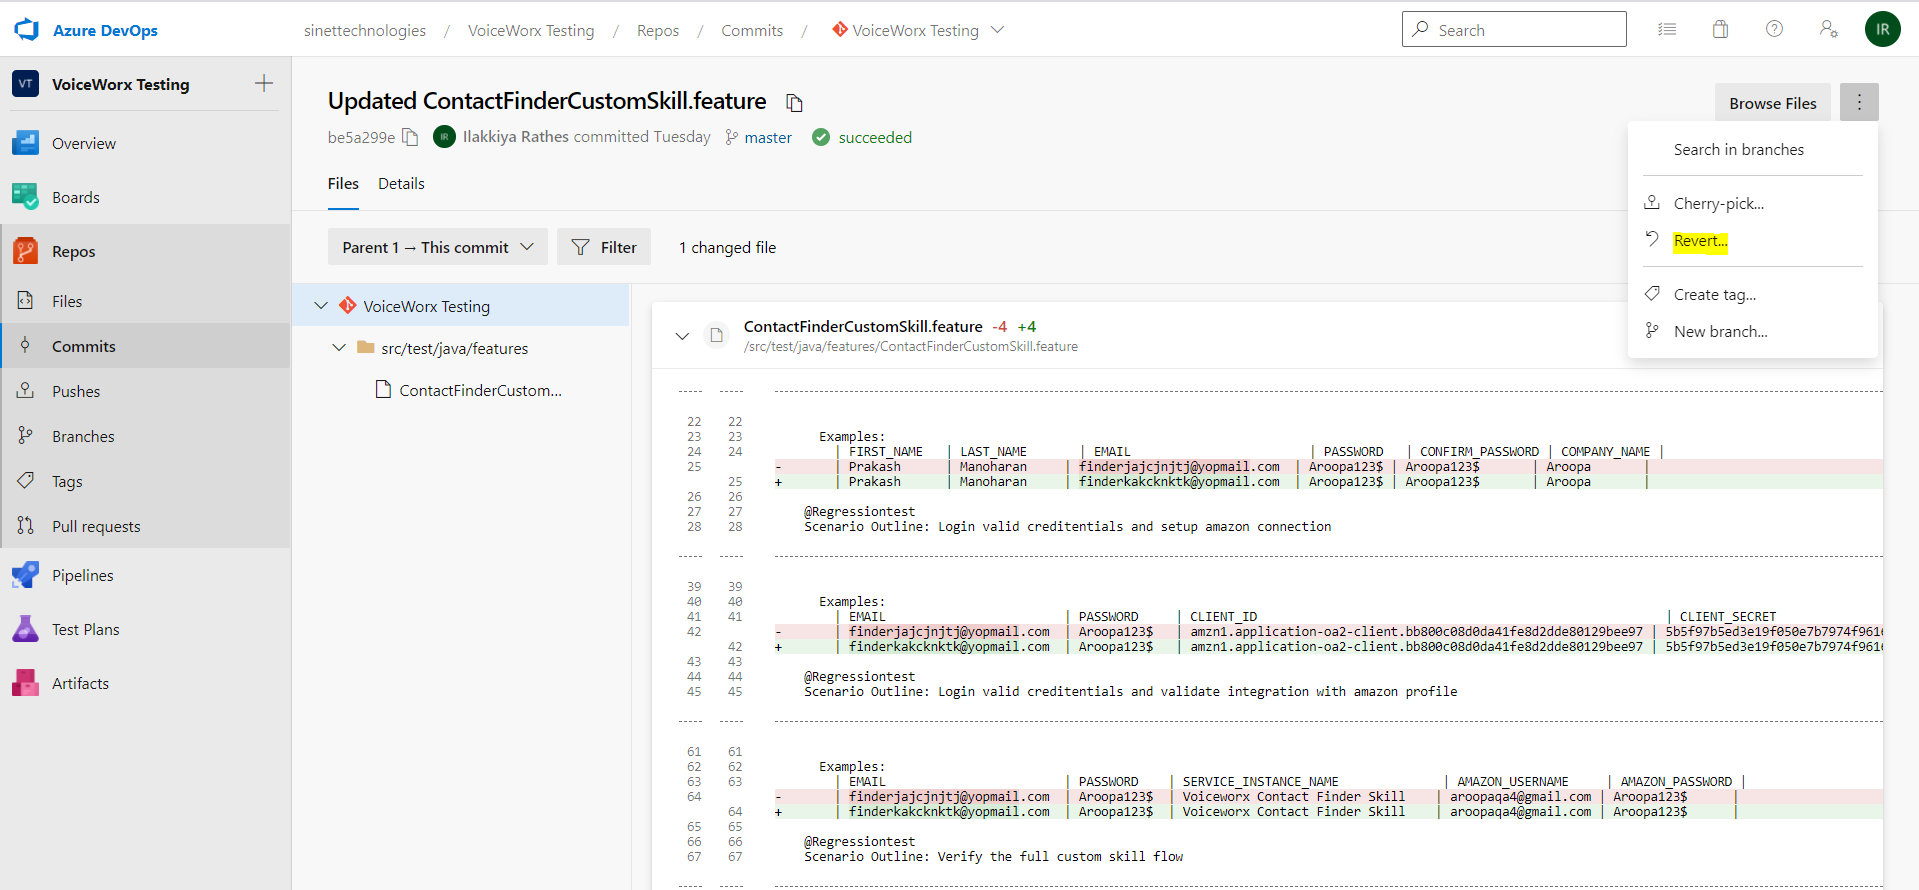 Azure DevOps
sinettechnologies / VoiceWorx Testing / Repos / Commits / VoiceWorx Testing
Search
IR
VT VoiceWorx Testing
Overview
Boards
Repos
Files
Commits
Pushes
Branches
Tags
Pull requests
Pipelines
Test Plans
Artifacts
Updated ContactFinderCustomSkill.feature
be5a299e IR Ilakkiya Rathes committed Tuesday master succeeded
Browse Files
Search in branches
Cherry-pick...
Revert...
Create tag...
New branch...
Files Details
Parent 1 → This commit Filter 1 changed file
VoiceWorx Testing
src/test/java/features
ContactFinderCustom...
ContactFinderCustomSkill.feature -4 +4
/src/test/java/features/ContactFinderCustomSkill.feature
22 22
23 23 Examples:
24 24 | FIRST_NAME | LAST_NAME | EMAIL | PASSWORD | CONFIRM_PASSWORD | COMPANY_NAME |
25 - | Prakash | Manoharan | finderjajcjnjtj@yopmail.com | Aroopa123$ | Aroopa123$ | Aroopa |
25 + | Prakash | Manoharan | finderkakcknktk@yopmail.com | Aroopa123$ | Aroopa123$ | Aroopa |
26 26
27 27 @Regressiontest
28 28 Scenario Outline: Login valid creditentials and setup amazon connection
39 39
40 40 Examples:
41 41 | EMAIL | PASSWORD | CLIENT_ID | CLIENT_SECRET
42 - | finderjajcjnjtj@yopmail.com | Aroopa123$ | amzn1.application-oa2-client.bb800c08d0da41fe8d2dde80129bee97 | 5b5f97b5ed3e19f050e7b7974f961
42 + | finderkakcknktk@yopmail.com | Aroopa123$ | amzn1.application-oa2-client.bb800c08d0da41fe8d2dde80129bee97 | 5b5f97b5ed3e19f050e7b7974f961
43 43
44 44 @Regressiontest
45 45 Scenario Outline: Login valid creditentials and validate integration with amazon profile
61 61
62 62 Examples:
63 63 | EMAIL | PASSWORD | SERVICE_INSTANCE_NAME | AMAZON_USERNAME | AMAZON_PASSWORD |
64 - | finderjajcjnjtj@yopmail.com | Aroopa123$ | Voiceworx Contact Finder Skill | aroopaqa4@gmail.com | Aroopa123$ |
64 + | finderkakcknktk@yopmail.com | Aroopa123$ | Voiceworx Contact Finder Skill | aroopaqa4@gmail.com | Aroopa123$ |
65 65
66 66 @Regressiontest
67 67 Scenario Outline: Verify the full custom skill flow